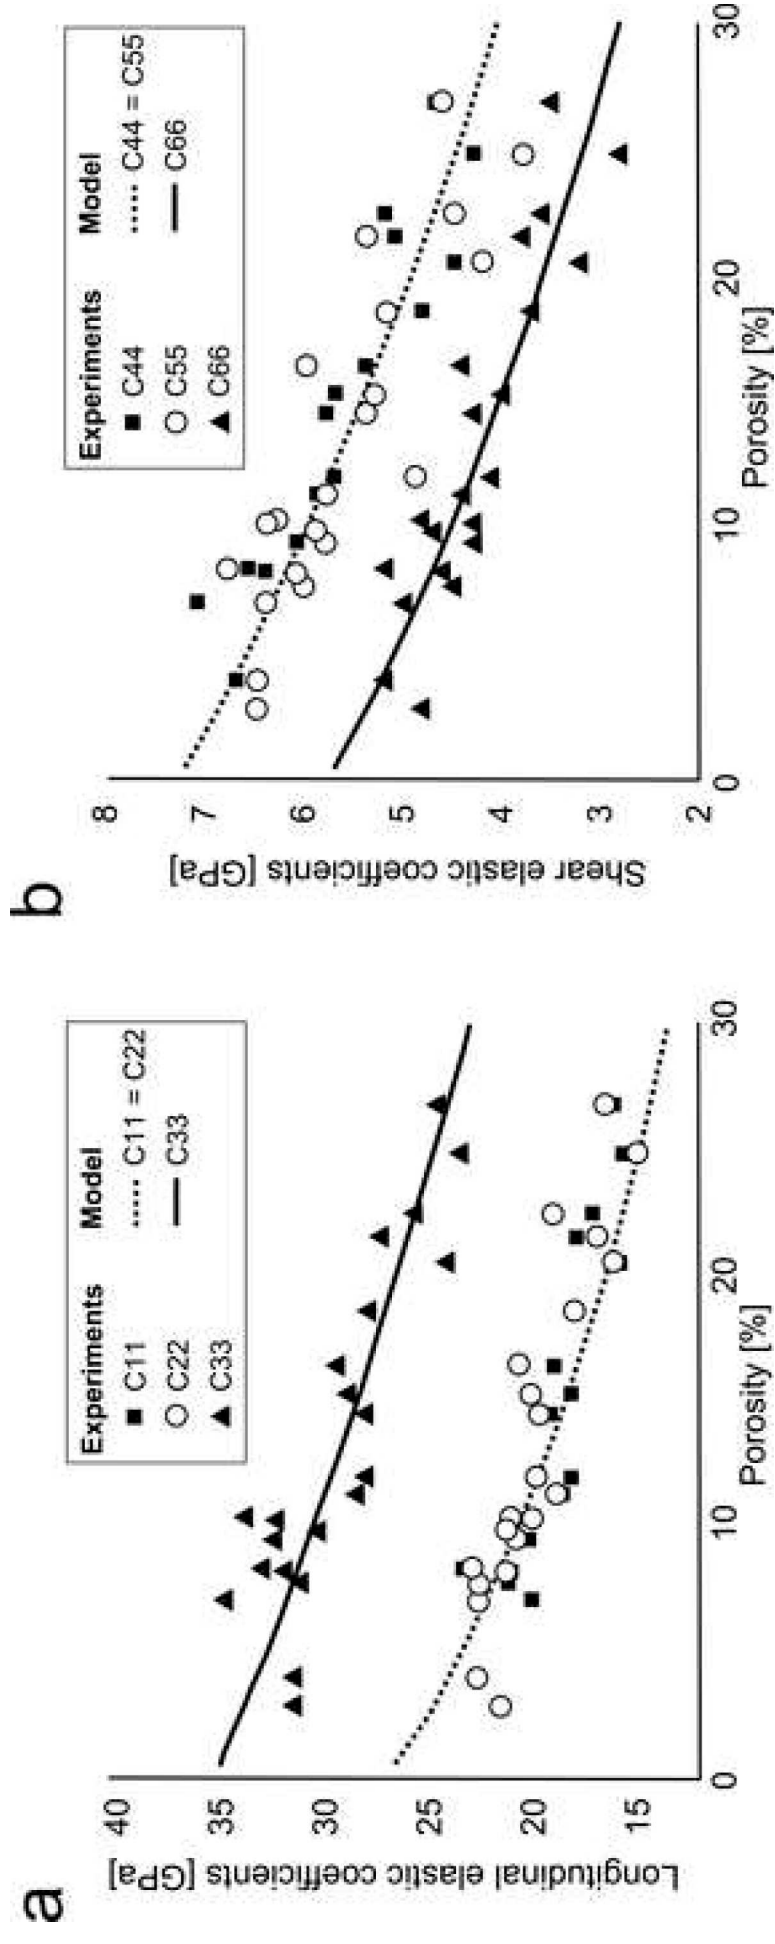 a
Longitudinal elastic coefficients [GPa]
40
35
30
25
20
15
0
10
20
30
Porosity [%]
Experiments
Model
C11
C22
C33
C11 = C22
C33
b
Shear elastic coefficients [GPa]
8
7
6
5
4
3
2
0
10
20
30
Porosity [%]
Experiments
Model
C44
C55
C66
C44 = C55
C66